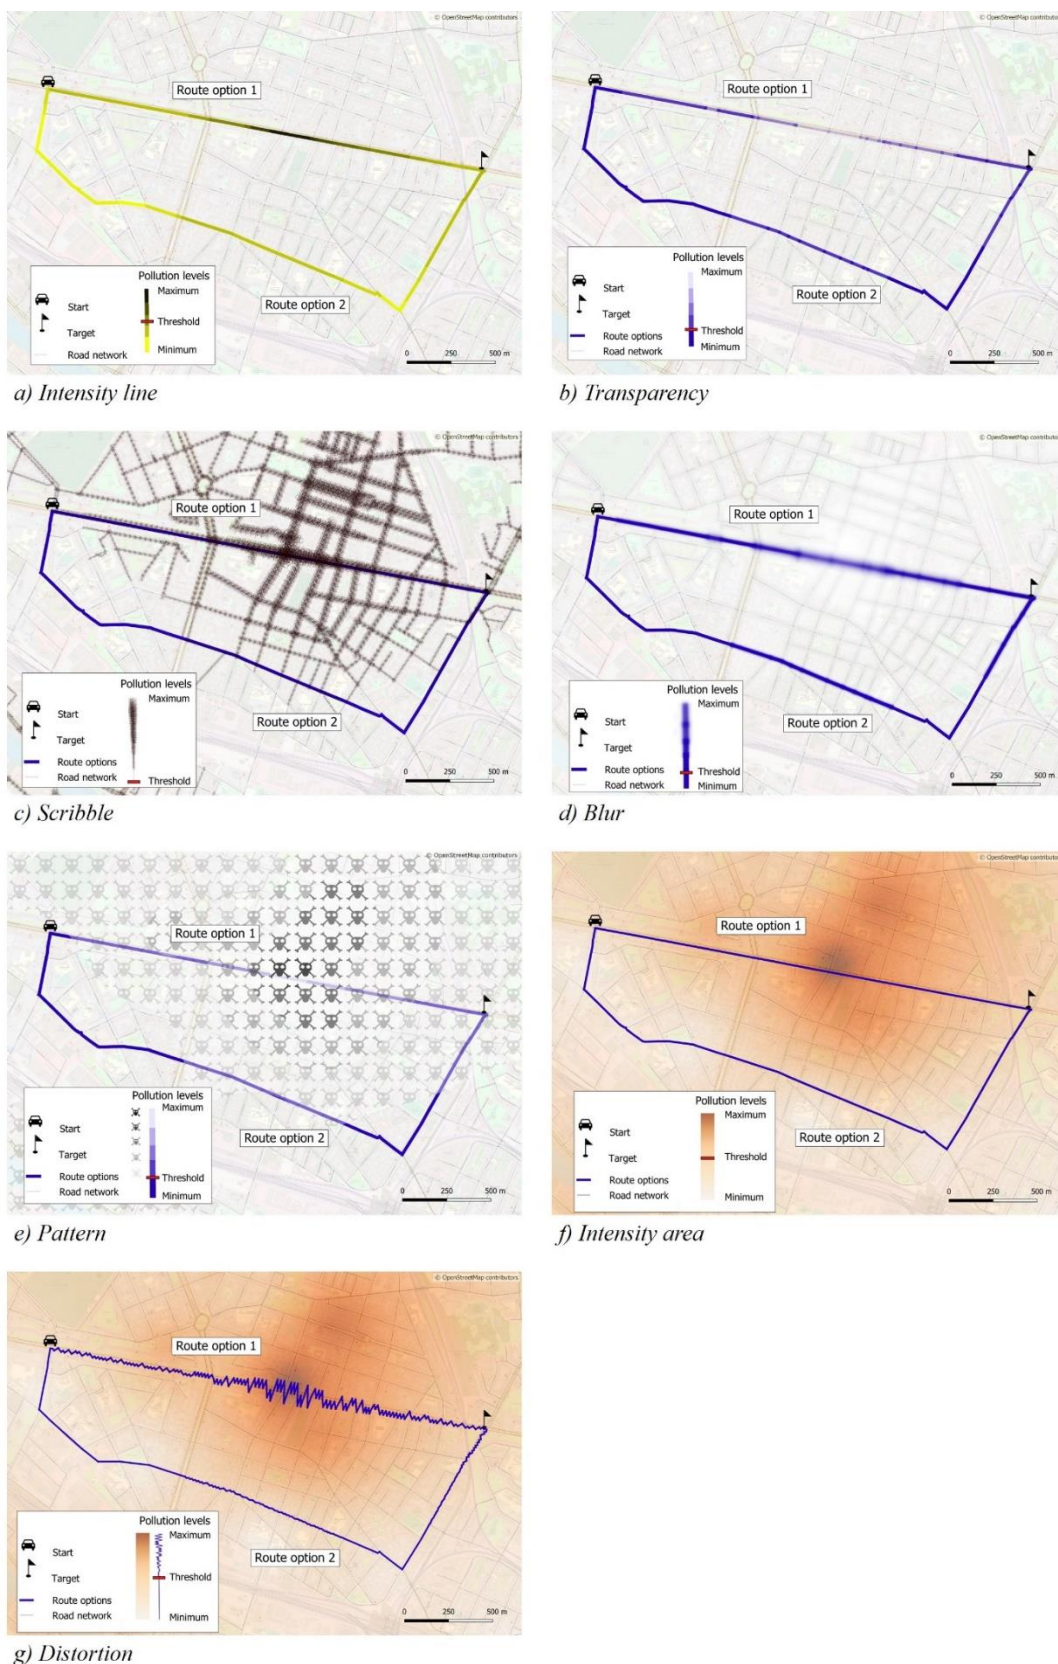 © OpenStreetMap contributors
Route option 1
Route option 2
Pollution levels
Maximum
Start
Threshold
Target
Route options
Minimum
Road network
0 250 500 m
a) Intensity line
© OpenStreetMap contributors
Route option 1
Route option 2
Pollution levels
Maximum
Start
Target
Threshold
Route options
Minimum
Road network
0 250 500 m
b) Transparency
© OpenStreetMap contributors
Route option 1
Route option 2
Pollution levels
Maximum
Start
Target
Route options
Road network
Threshold
0 250 500 m
c) Scribble
© OpenStreetMap contributors
Route option 1
Route option 2
Pollution levels
Maximum
Start
Target
Route options
Threshold
Road network
Minimum
0 250 500 m
d) Blur
© OpenStreetMap contributors
Route option 1
Route option 2
Pollution levels
Maximum
Start
Target
Route options
Threshold
Road network
Minimum
0 250 500 m
e) Pattern
© OpenStreetMap contributors
Route option 1
Route option 2
Pollution levels
Maximum
Start
Target
Threshold
Route options
Road network
Minimum
0 250 500 m
f) Intensity area
© OpenStreetMap contributors
Route option 1
Route option 2
Pollution levels
Maximum
Start
Target
Threshold
Route options
Road network
Minimum
0 250 500 m
g) Distortion